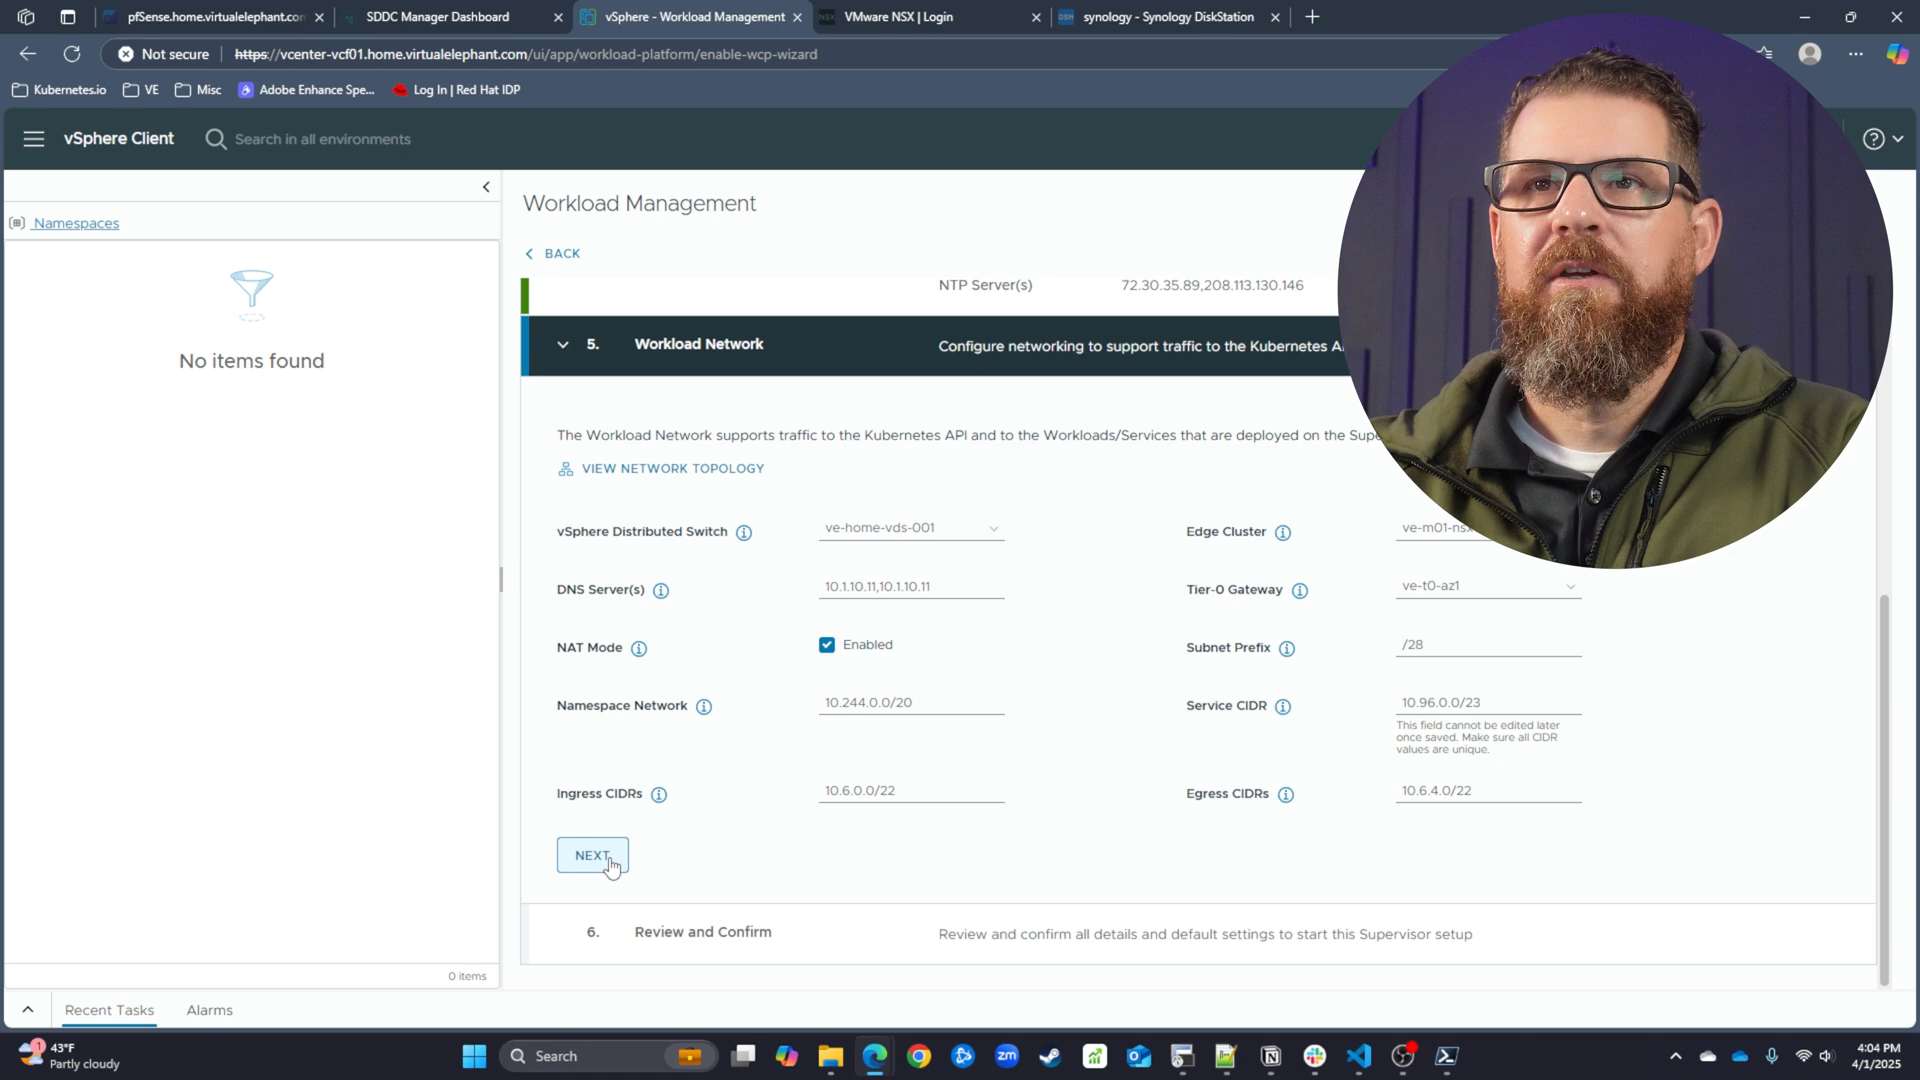 pfSense.home.virtualelephant.con
SDDC Manager Dashboard
vSphere - Workload Management
VMware NSX | Login
synology - Synology DiskStation
Not secure
https://vcenter-vcf01.home.virtualelephant.com/ui/app/workload-platform/enable-wcp-wizard
Kubernetes.io
VE
Misc
Adobe Enhance Spe...
Log In | Red Hat IDP
vSphere Client
Search in all environments
Namespaces
No items found
0 items
Workload Management
BACK
NTP Server(s)
72.30.35.89,208.113.130.146
5.
Workload Network
Configure networking to support traffic to the Kubernetes A
The Workload Network supports traffic to the Kubernetes API and to the Workloads/Services that are deployed on the Supe
VIEW NETWORK TOPOLOGY
vSphere Distributed Switch
ve-home-vds-001
Edge Cluster
ve-m01-nsx
DNS Server(s)
10.1.10.11,10.1.10.11
Tier-0 Gateway
ve-t0-az1
NAT Mode
Enabled
Subnet Prefix
/28
Namespace Network
10.244.0.0/20
Service CIDR
10.96.0.0/23
This field cannot be edited later
once saved. Make sure all CIDR
values are unique.
Ingress CIDRs
10.6.0.0/22
Egress CIDRs
10.6.4.0/22
NEXT
6.
Review and Confirm
Review and confirm all details and default settings to start this Supervisor setup
Recent Tasks
Alarms
1
43°F
Partly cloudy
Search
zm
4:04 PM
4/1/2025